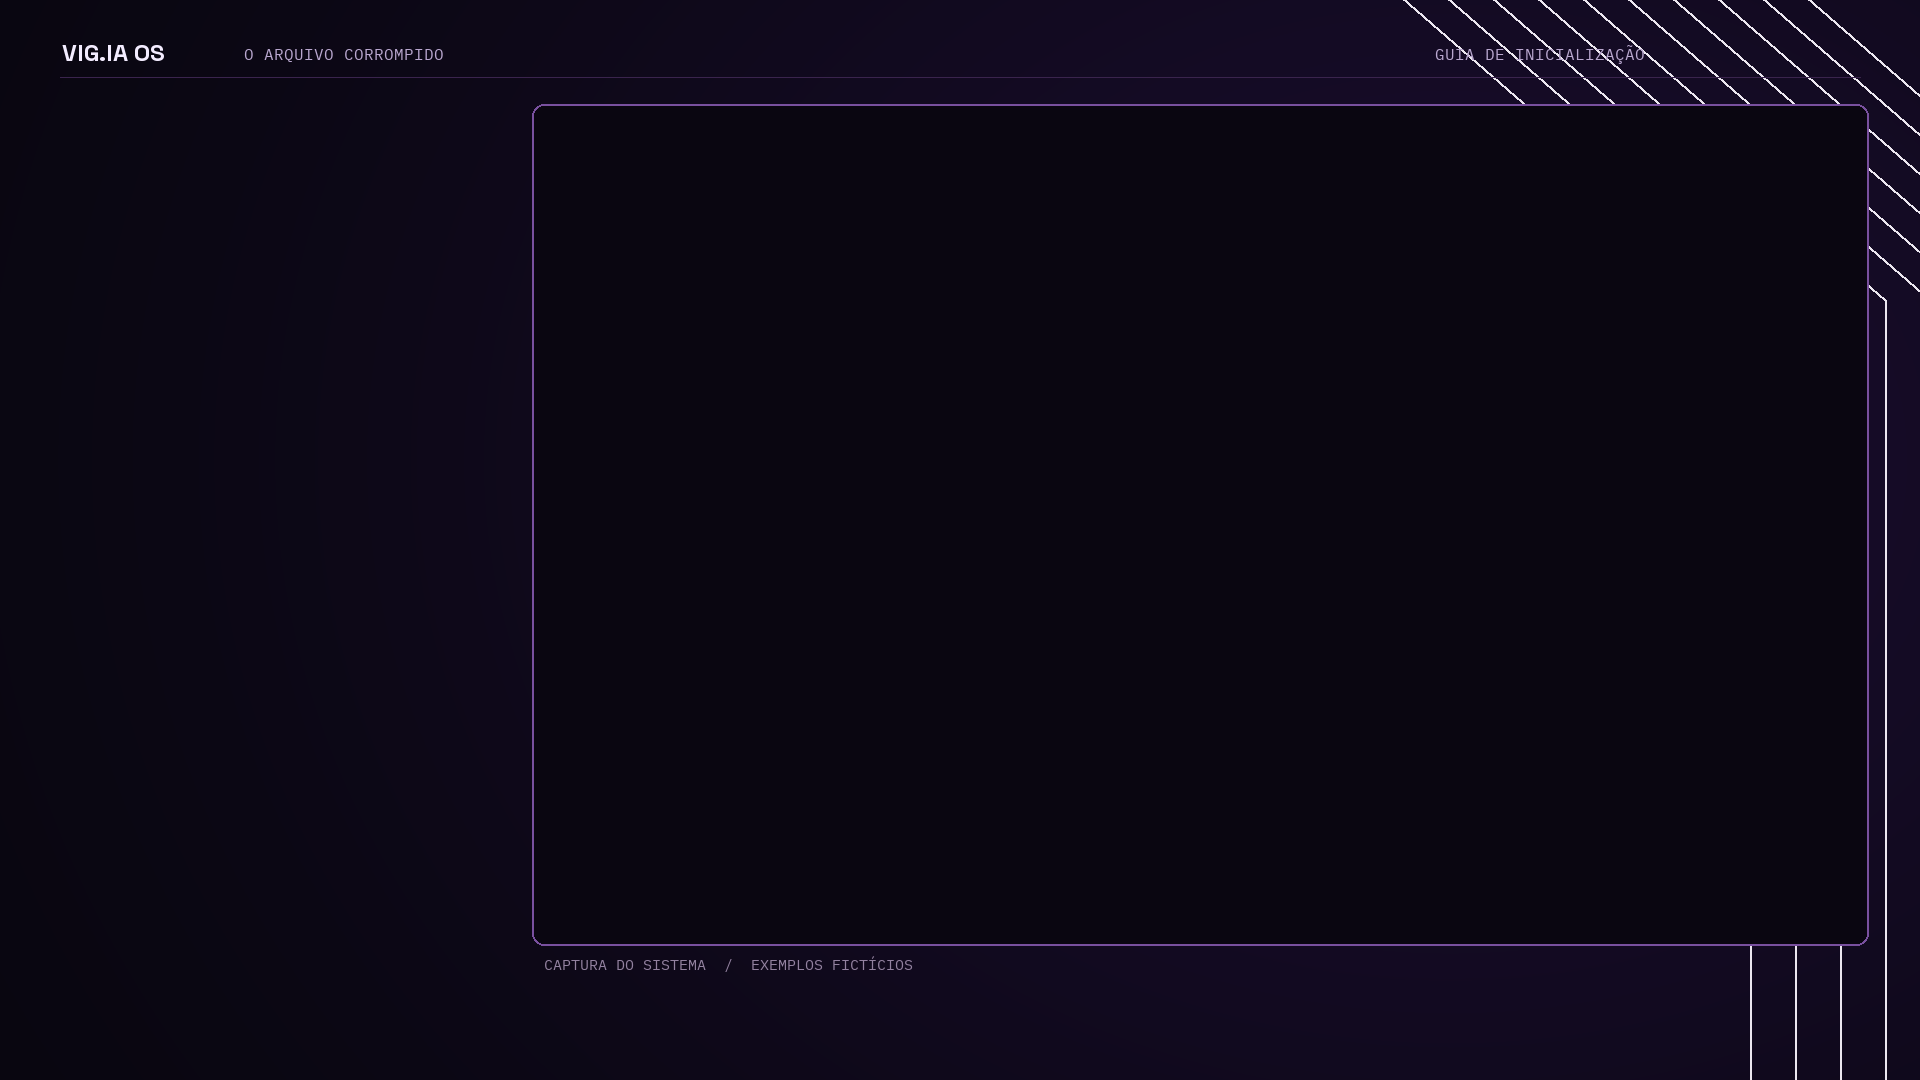 VIG.IA OS
O ARQUIVO CORROMPIDO
GUIA DE INICIALIZAÇÃO
CAPTURA DO SISTEMA / EXEMPLOS FICTÍCIOS